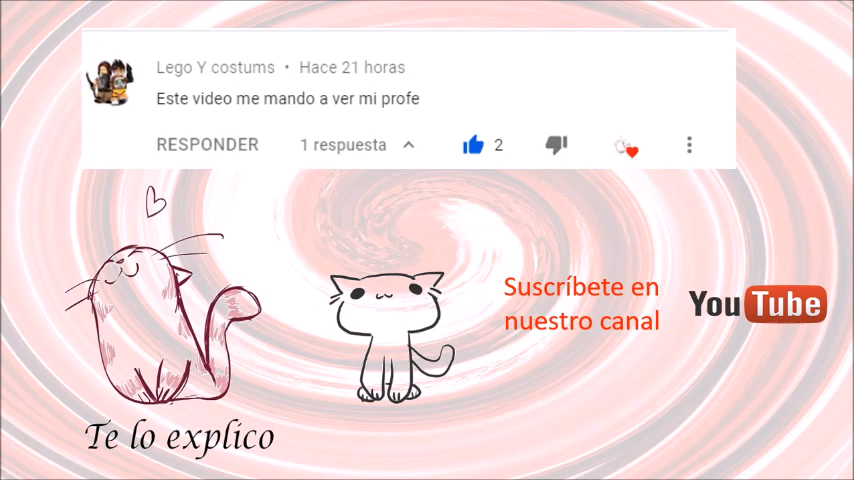 Lego Y costums • Hace 21 horas
Este video me mando a ver mi profe
RESPONDER 1 respuesta 2
Suscríbete en
nuestro canal
YouTube
Te lo explico